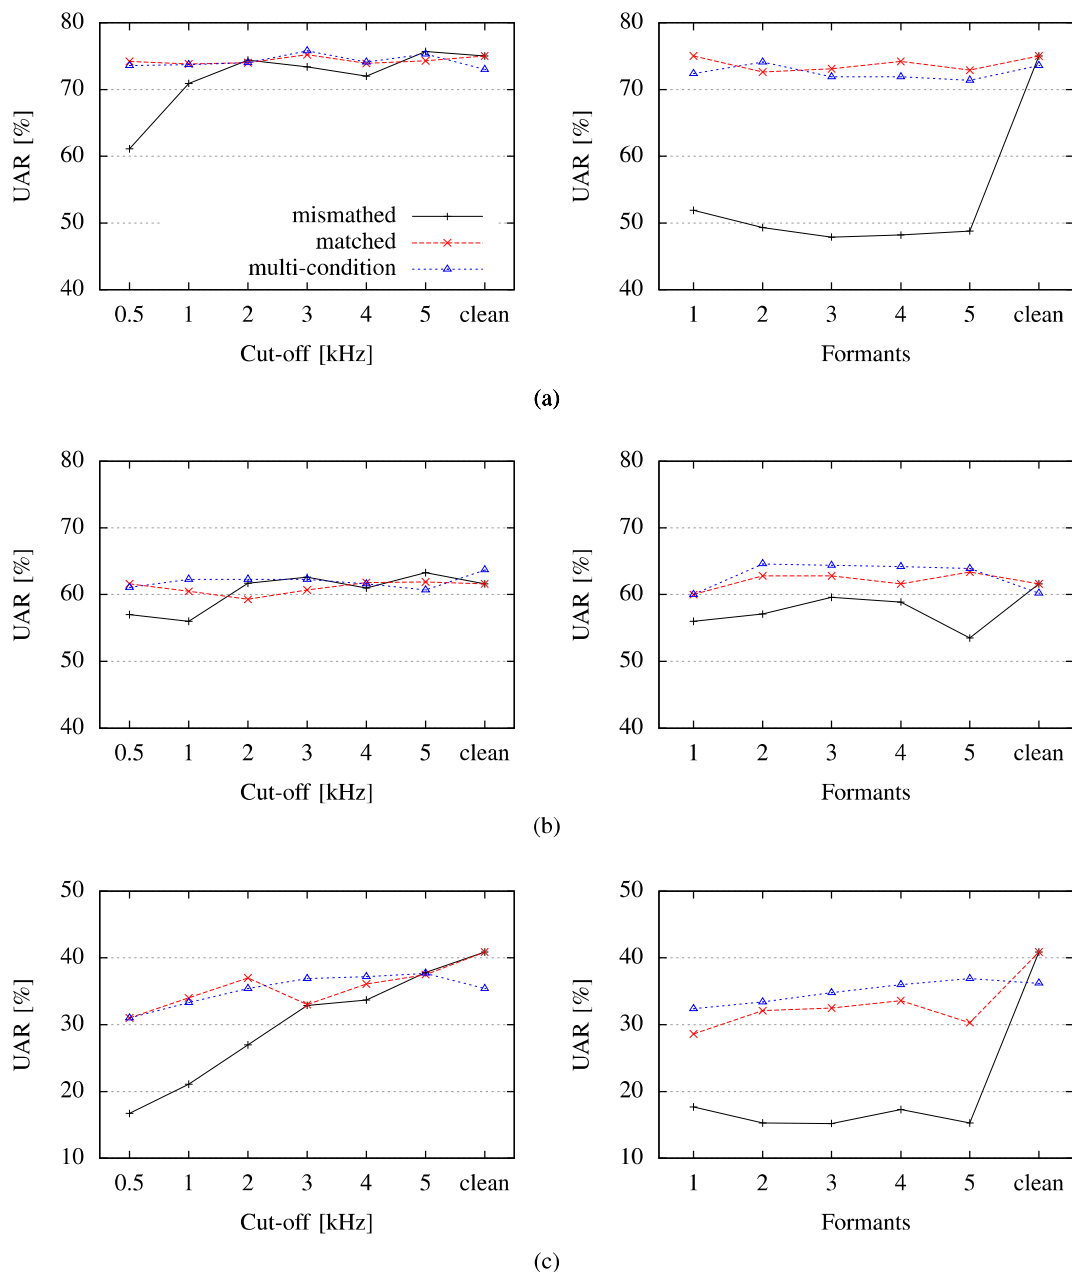 80
70
60
50
40
UAR [%]
mismathed
matched
multi-condition
0.5 1 2 3 4 5 clean
Cut-off [kHz]
80
70
60
50
40
UAR [%]
1 2 3 4 5 clean
Formants
(a)
80
70
60
50
40
UAR [%]
0.5 1 2 3 4 5 clean
Cut-off [kHz]
80
70
60
50
40
UAR [%]
1 2 3 4 5 clean
Formants
(b)
50
40
30
20
10
UAR [%]
0.5 1 2 3 4 5 clean
Cut-off [kHz]
50
40
30
20
10
UAR [%]
1 2 3 4 5 clean
Formants
(c)